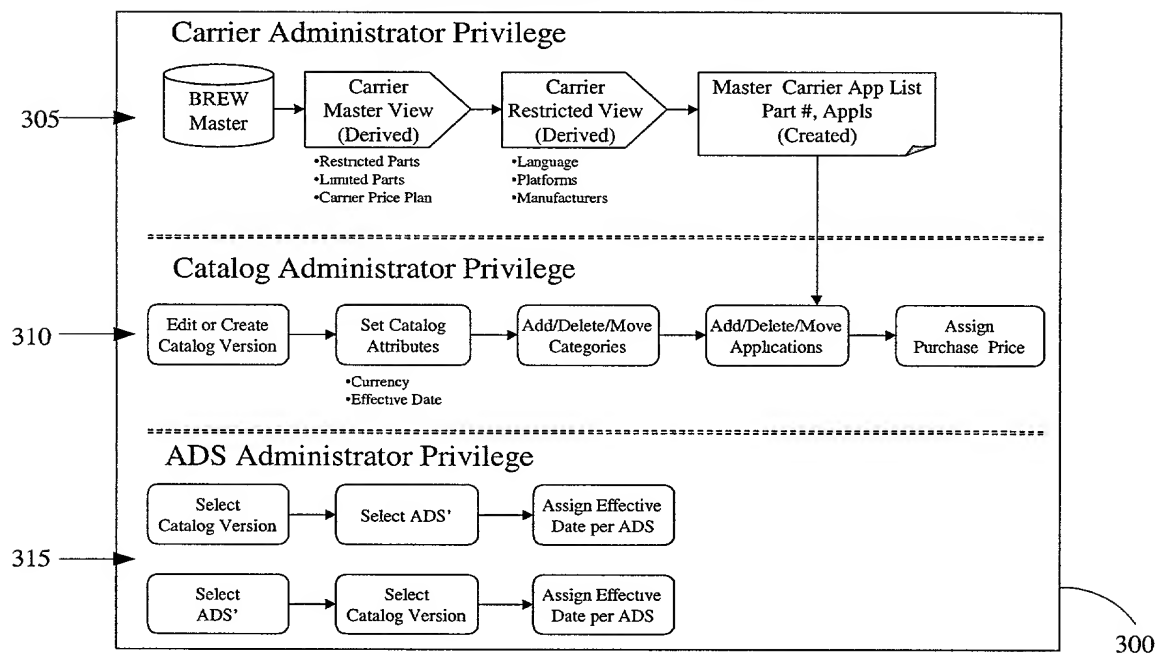 Carrier Administrator Privilege
305
BREW
Master
Carrier
Master View
(Derived)
•Restricted Parts
•Limited Parts
•Carrier Price Plan
Carrier
Restricted View
(Derived)
•Language
•Platforms
•Manufacturers
Master Carrier App List
Part #, Appls
(Created)
Catalog Administrator Privilege
310
Edit or Create
Catalog Version
Set Catalog
Attributes
•Currency
•Effective Date
Add/Delete/Move
Categories
Add/Delete/Move
Applications
Assign
Purchase Price
ADS Administrator Privilege
315
Select
Catalog Version
Select ADS'
Assign Effective
Date per ADS
Select
ADS'
Select
Catalog Version
Assign Effective
Date per ADS
300